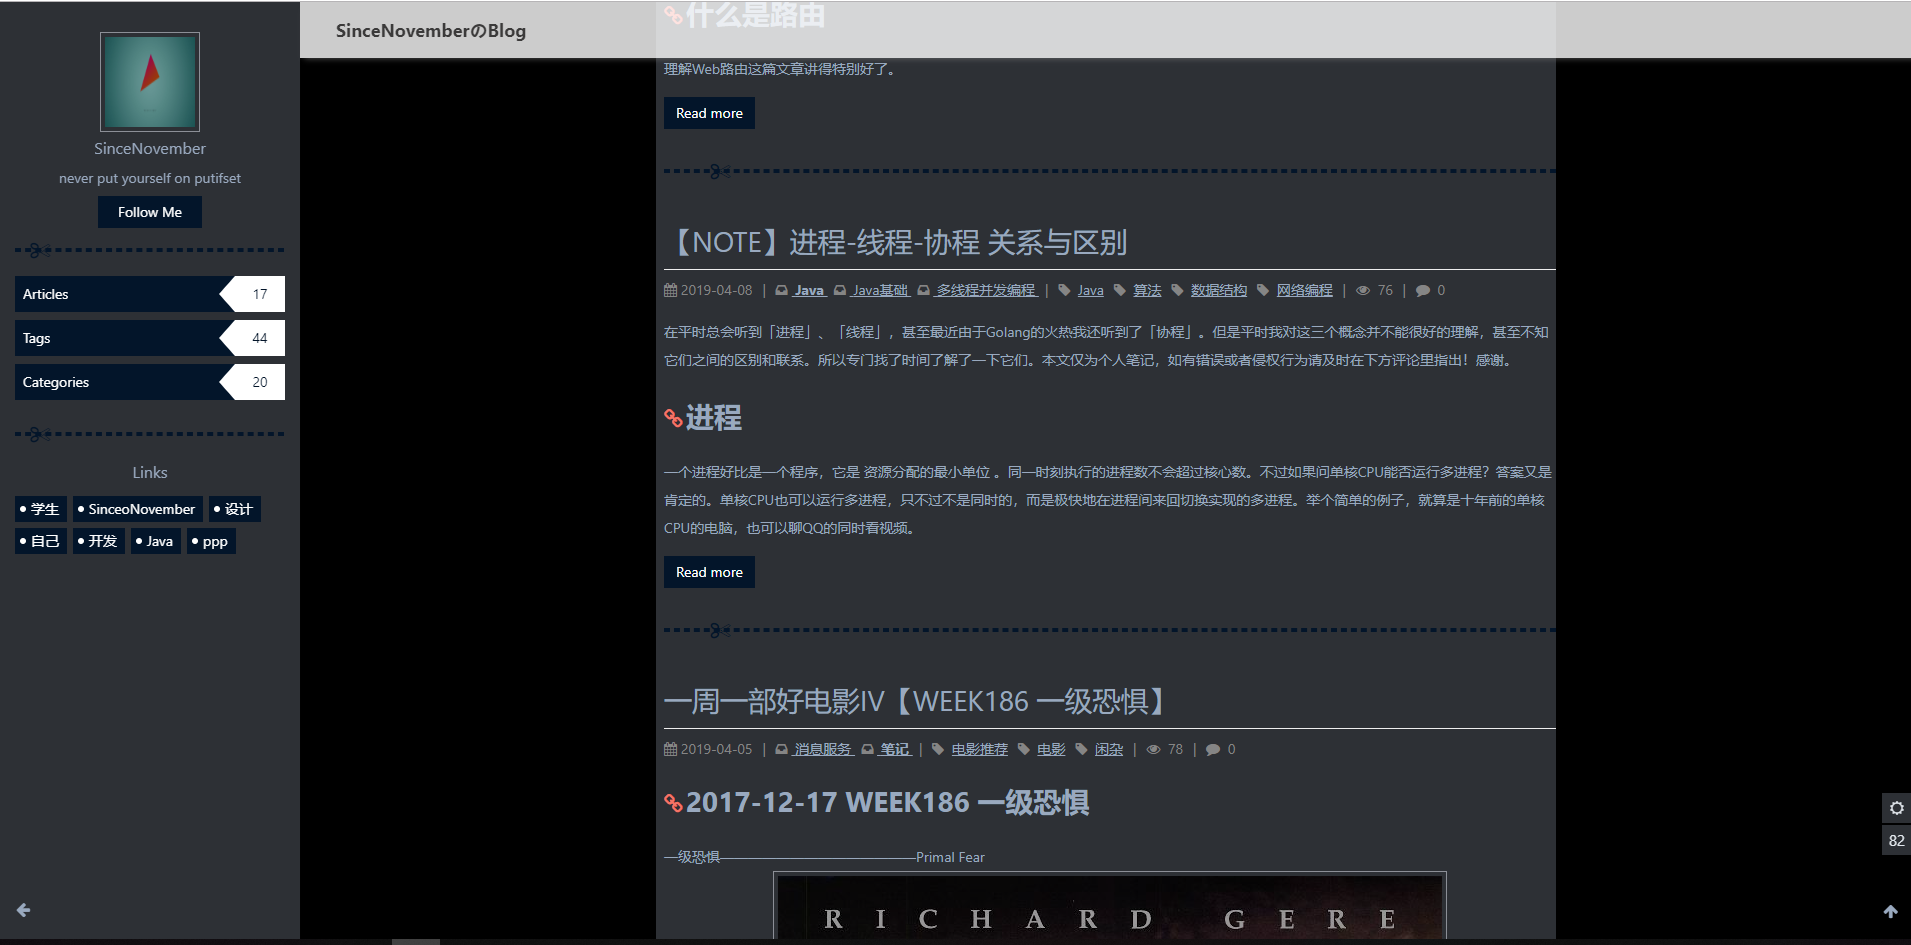 SinceNovember
never put yourself on putifset
Follow Me
Articles 17
Tags 44
Categories 20
Links
学生 SinceoNovember 设计
自己 开发 Java ppp
SinceNovemberのBlog
什么是路由
理解Web路由这篇文章讲得特别好了。
Read more
【NOTE】进程-线程-协程 关系与区别
2019-04-08 | Java Java基础 多线程并发编程 | Java 算法 数据结构 网络编程 | 76 | 0
在平时总会听到「进程」、「线程」，甚至最近由于Golang的火热我还听到了「协程」。但是平时我对这三个概念并不能很好的理解，甚至不知
它们之间的区别和联系。所以专门找了时间了解了一下它们。本文仅为个人笔记，如有错误或者侵权行为请及时在下方评论里指出！感谢。
进程
一个进程好比是一个程序，它是 资源分配的最小单位 。同一时刻执行的进程数不会超过核心数。不过如果问单核CPU能否运行多进程？答案又是
肯定的。单核CPU也可以运行多进程，只不过不是同时的，而是极快地在进程间来回切换实现的多进程。举个简单的例子，就算是十年前的单核
CPU的电脑，也可以聊QQ的同时看视频。
Read more
一周一部好电影IV【WEEK186 一级恐惧】
2019-04-05 | 消息服务 笔记 | 电影推荐 电影 闲杂 | 78 | 0
2017-12-17 WEEK186 一级恐惧
一级恐惧——————————————Primal Fear
RICHARD GERE
82